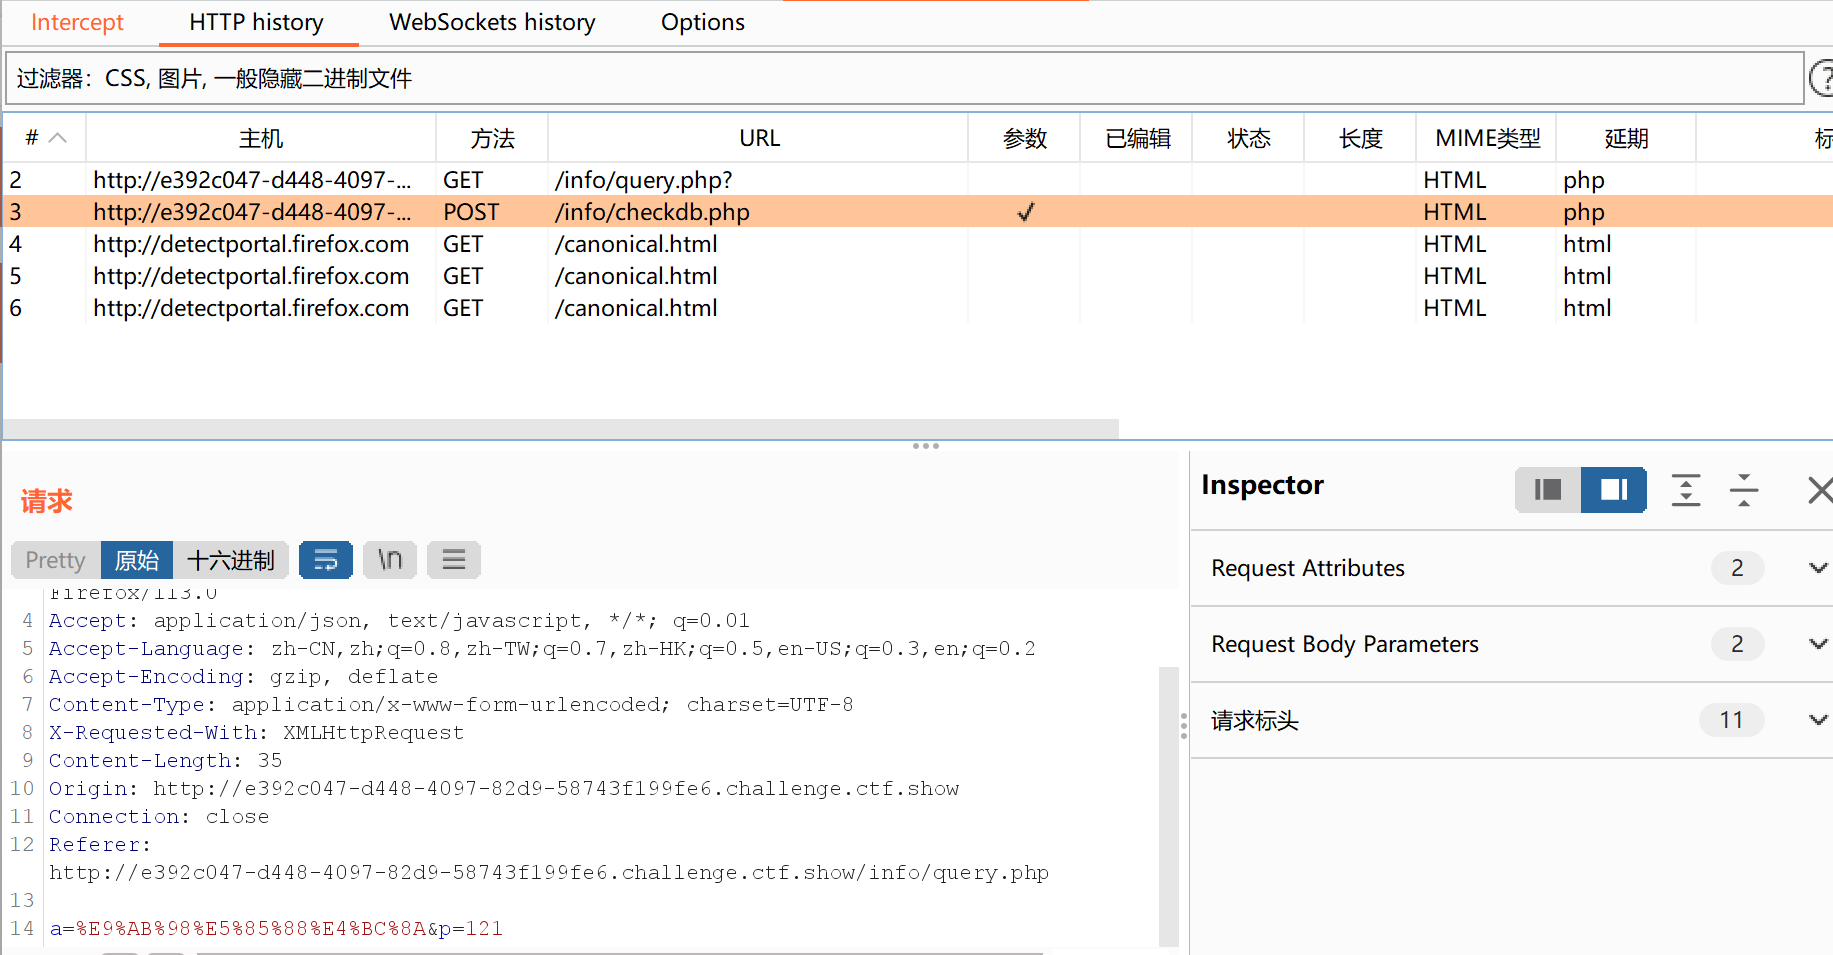 Intercept HTTP history WebSockets history Options
过滤器：CSS, 图片, 一般隐藏二进制文件 ?
# 主机 方法 URL 参数 已编辑 状态 长度 MIME类型 延期 标
2 http://e392c047-d448-4097-... GET /info/query.php? HTML php
3 http://e392c047-d448-4097-... POST /info/checkdb.php ✓ HTML php
4 http://detectportal.firefox.com GET /canonical.html HTML html
5 http://detectportal.firefox.com GET /canonical.html HTML html
6 http://detectportal.firefox.com GET /canonical.html HTML html
请求
Pretty 原始 十六进制 \n
Firefox/113.0
4 Accept: application/json, text/javascript, */*; q=0.01
5 Accept-Language: zh-CN,zh;q=0.8,zh-TW;q=0.7,zh-HK;q=0.5,en-US;q=0.3,en;q=0.2
6 Accept-Encoding: gzip, deflate
7 Content-Type: application/x-www-form-urlencoded; charset=UTF-8
8 X-Requested-With: XMLHttpRequest
9 Content-Length: 35
10 Origin: http://e392c047-d448-4097-82d9-58743f199fe6.challenge.ctf.show
11 Connection: close
12 Referer:
http://e392c047-d448-4097-82d9-58743f199fe6.challenge.ctf.show/info/query.php
13
14 a=%E9%AB%98%E5%85%88%E4%BC%8A&p=121
Inspector
Request Attributes 2
Request Body Parameters 2
请求标头 11